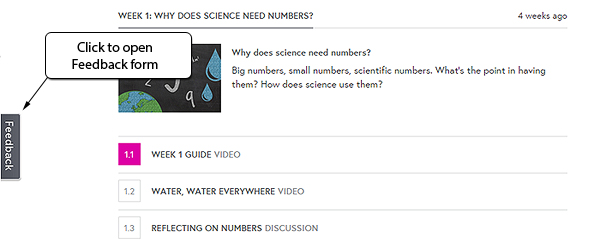 WEEK 1: WHY DOES SCIENCE NEED NUMBERS? 4 weeks ago
Click to open
Feedback form
Why does science need numbers?
Big numbers, small numbers, scientific numbers. What's the point in having
them? How does science use them?
9
Feedback
1.1 WEEK 1 GUIDE VIDEO
1.2 WATER, WATER EVERYWHERE VIDEO
1.3 REFLECTING ON NUMBERS DISCUSSION